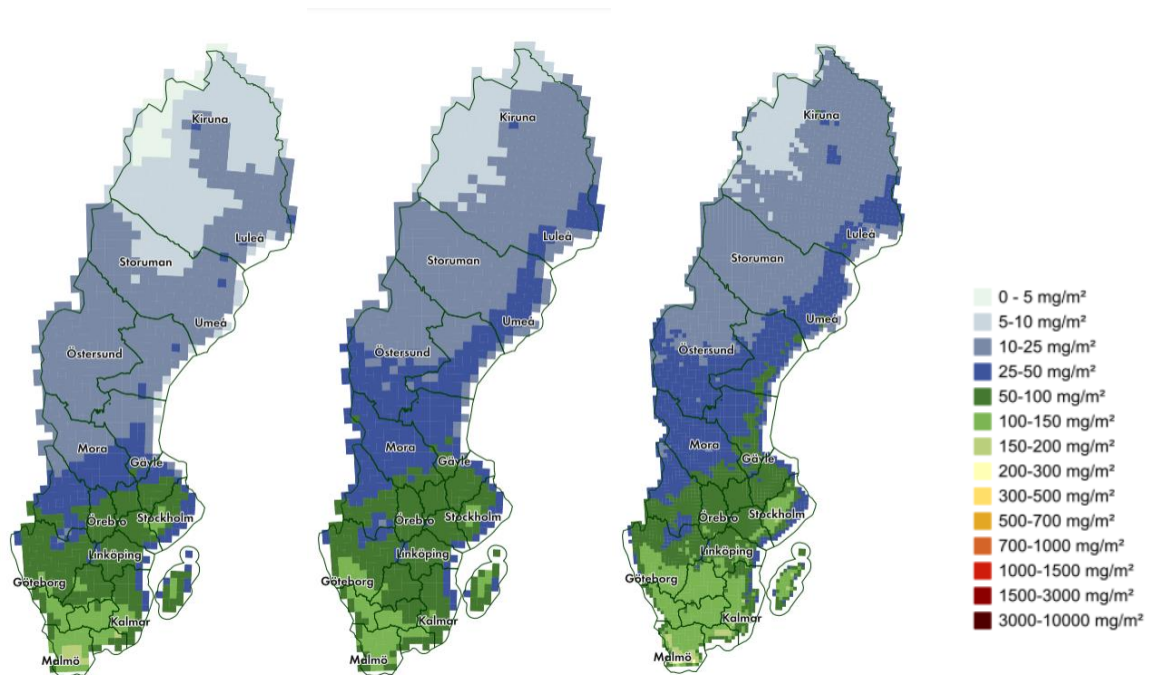 Kiruna
Luleå
Storuman
Umeå
Östersund
Mora
Gävle
Öreb o
Stockholm
Linköping
Göteborg
Kalmar
Malmö
Kiruna
Luleå
Storuman
Umeå
Östersund
Mora
Gävle
Öreb o
Stockholm
Linköping
Göteborg
Kalmar
Malmö
Kiruna
Luleå
Storuman
Umeå
Östersund
Mora
Gävle
Öreb o
Stockholm
Linköping
Göteborg
Kalmar
Malmö
0 - 5 mg/m²
5-10 mg/m²
10-25 mg/m²
25-50 mg/m²
50-100 mg/m²
100-150 mg/m²
150-200 mg/m²
200-300 mg/m²
300-500 mg/m²
500-700 mg/m²
700-1000 mg/m²
1000-1500 mg/m²
1500-3000 mg/m²
3000-10000 mg/m²